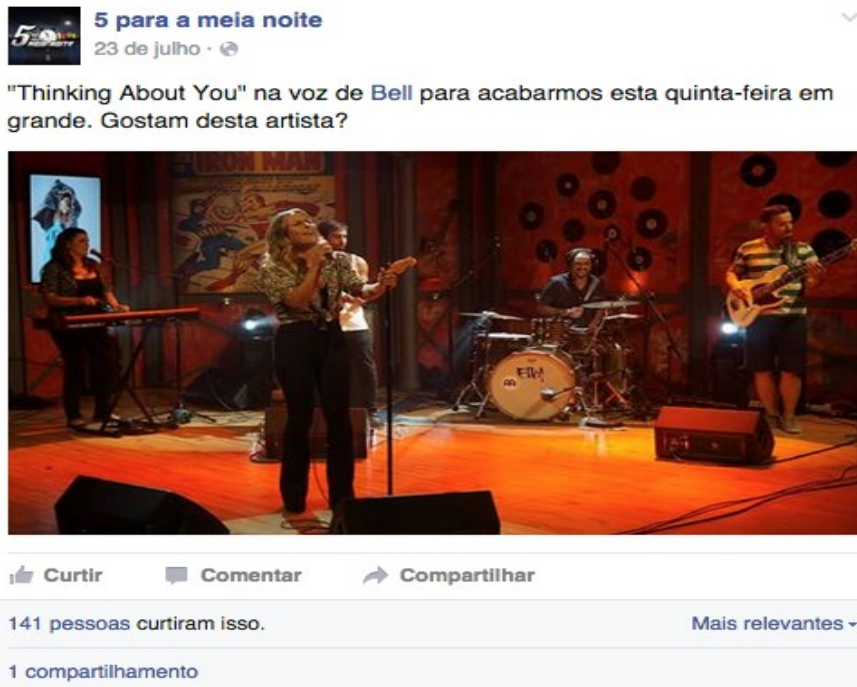 5 para a meia noite
23 de julho ·
"Thinking About You" na voz de Bell para acabarmos esta quinta-feira em
grande. Gostam desta artista?
IRON MAN
Curtir Comentar Compartilhar
141 pessoas curtiram isso. Mais relevantes
1 compartilhamento